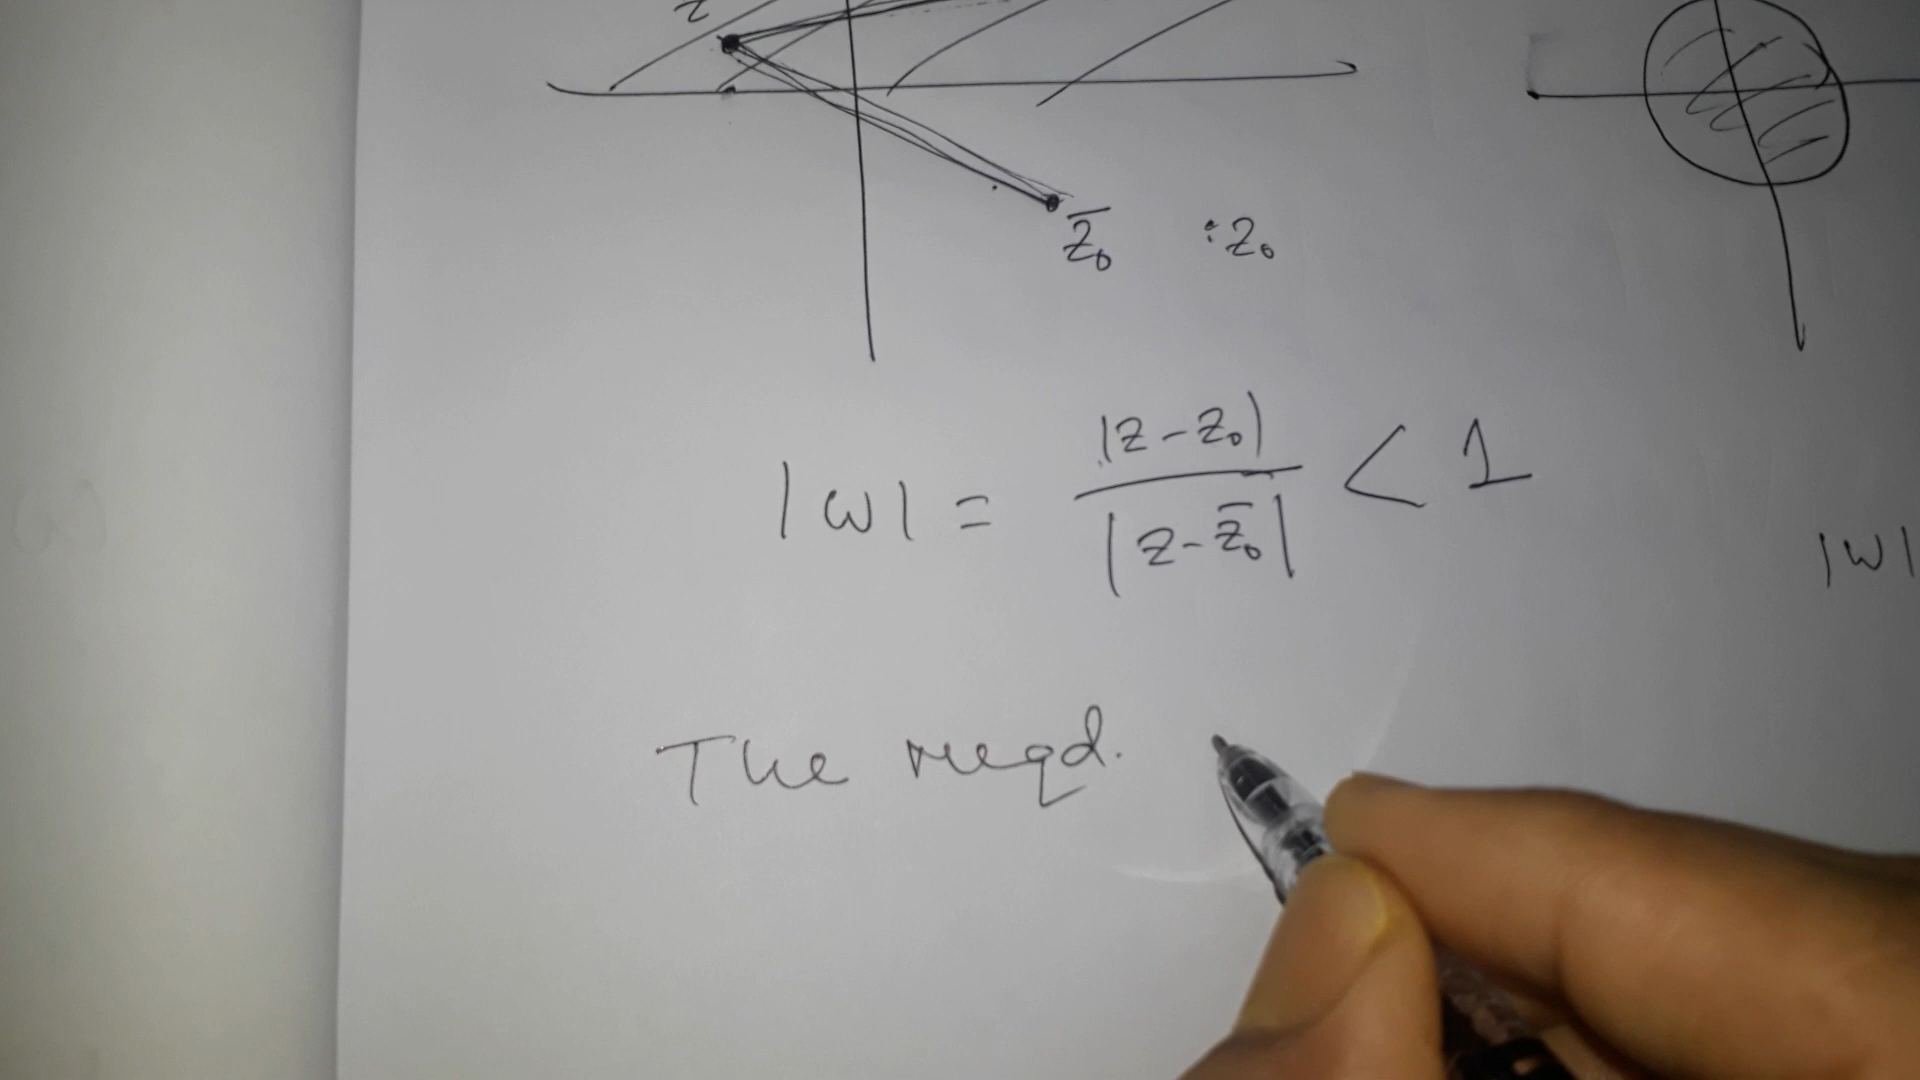 z
z̄₀ : z₀
|w| = |z - z₀| / |z - z̄₀| < 1
|w|
The reqd.